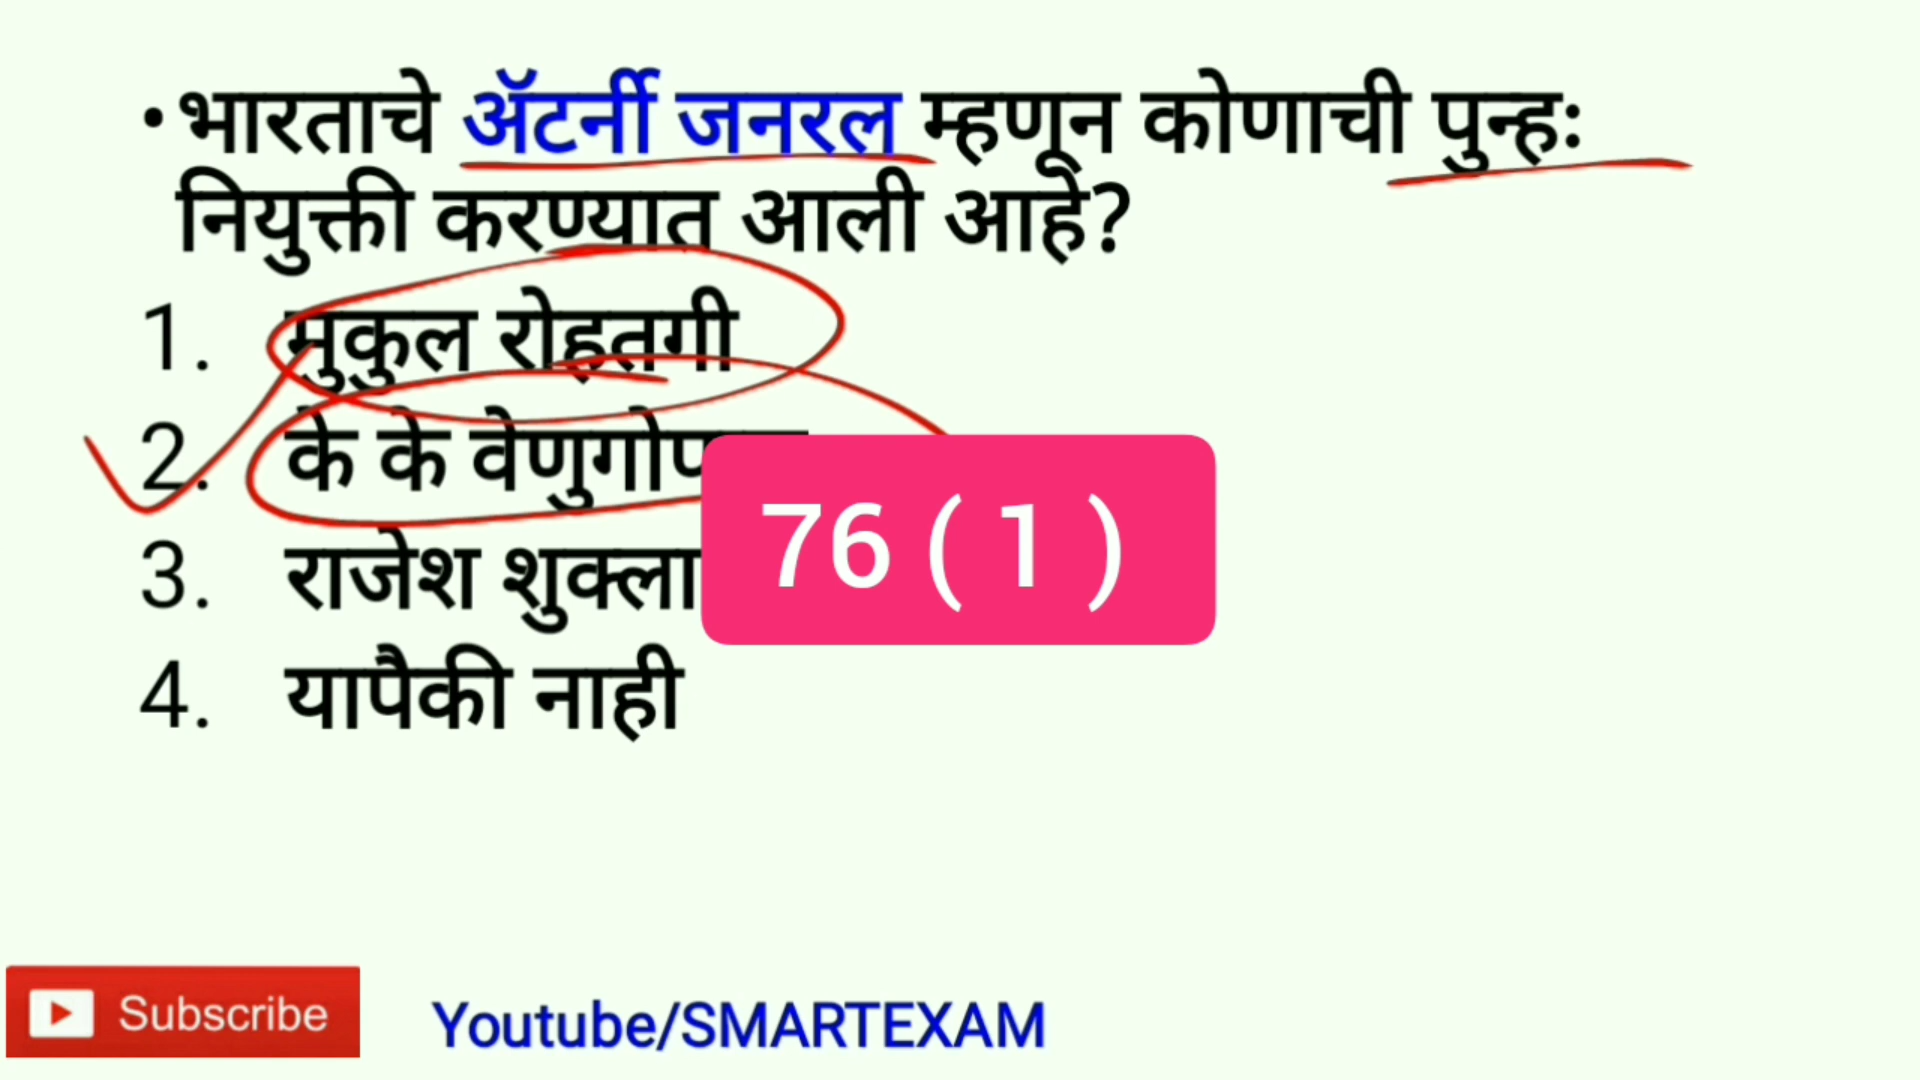 •भारताचे ॲटर्नी जनरल म्हणून कोणाची पुन्हः
नियुक्ती करण्यात आली आहे?
1. मुकुल रोहतगी
2. के के
3. राजेश शुक्ला
4. यापैकी नाही
76 ( 1 )
Subscribe
Youtube/SMARTEXAM